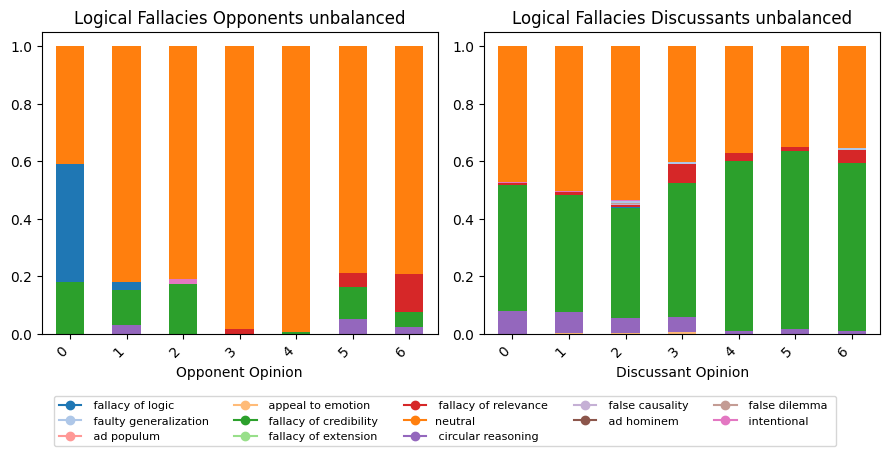 Logical Fallacies Opponents unbalanced
1.0
0.8
0.6
0.4
0.2
0.0
0 1 2 3 4 5 6
Opponent Opinion
Logical Fallacies Discussants unbalanced
1.0
0.8
0.6
0.4
0.2
0.0
0 1 2 3 4 5 6
Discussant Opinion
fallacy of logic appeal to emotion fallacy of relevance false causality false dilemma
faulty generalization fallacy of credibility neutral ad hominem intentional
ad populum fallacy of extension circular reasoning